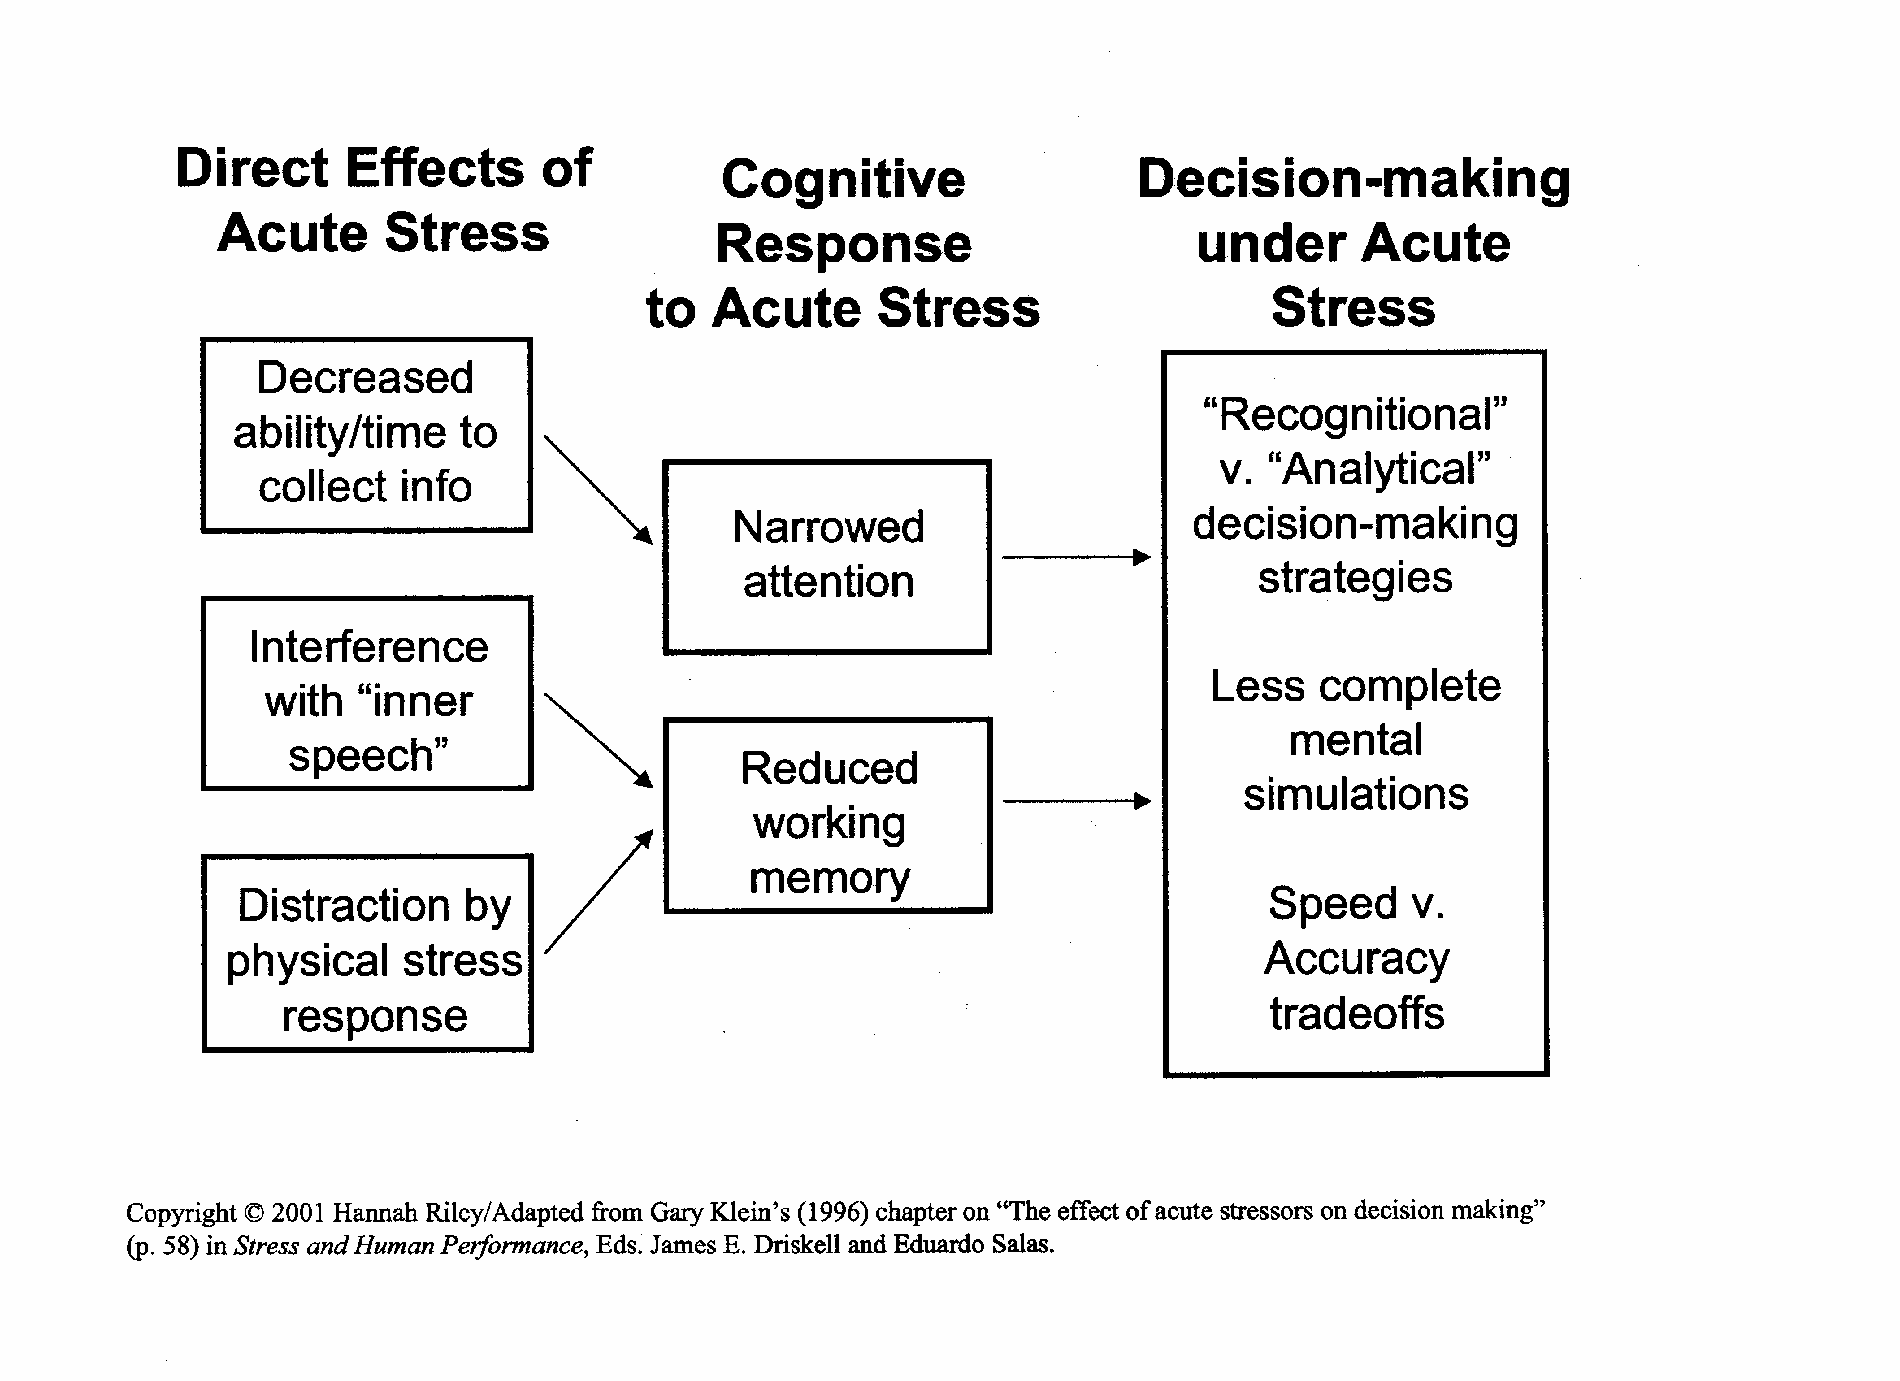 Direct Effects of
Acute Stress
Cognitive
Response
to Acute Stress
Decision-making
under Acute
Stress
Decreased
ability/time to
collect info
Interference
with “inner
speech”
Distraction by
physical stress
response
Narrowed
attention
Reduced
working
memory
“Recognitional”
v. “Analytical”
decision-making
strategies
Less complete
mental
simulations
Speed v.
Accuracy
tradeoffs
Copyright © 2001 Hannah Riley/Adapted from Gary Klein’s (1996) chapter on “The effect of acute stressors on decision making”
(p. 58) in Stress and Human Performance, Eds. James E. Driskell and Eduardo Salas.